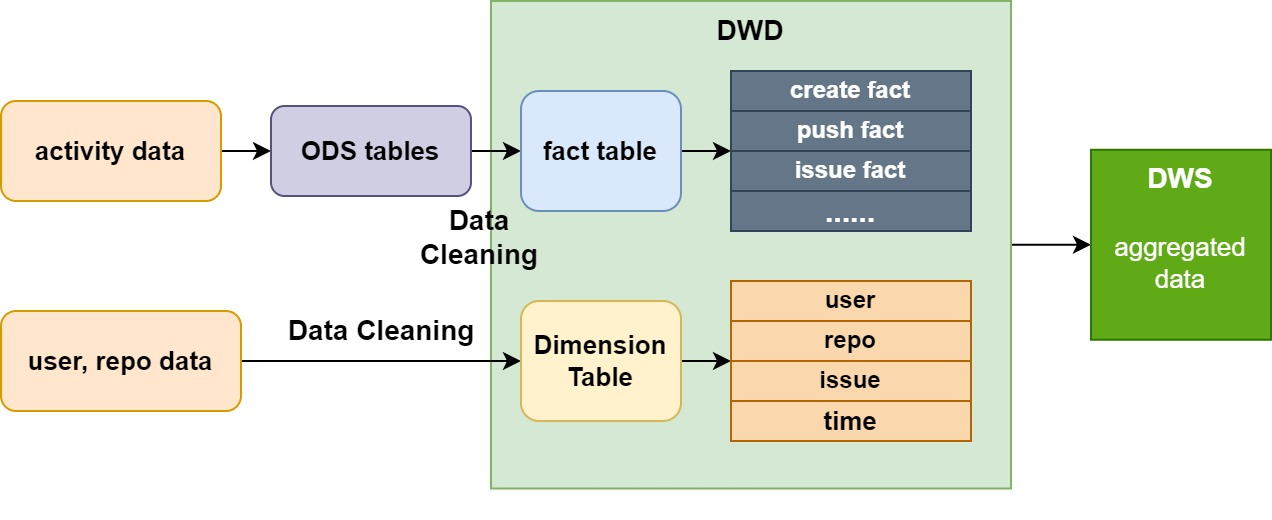 DWD
activity data
ODS tables
fact table
create fact
push fact
issue fact
......
Data
Cleaning
user, repo data
Data Cleaning
Dimension
Table
user
repo
issue
time
DWS
aggregated
data